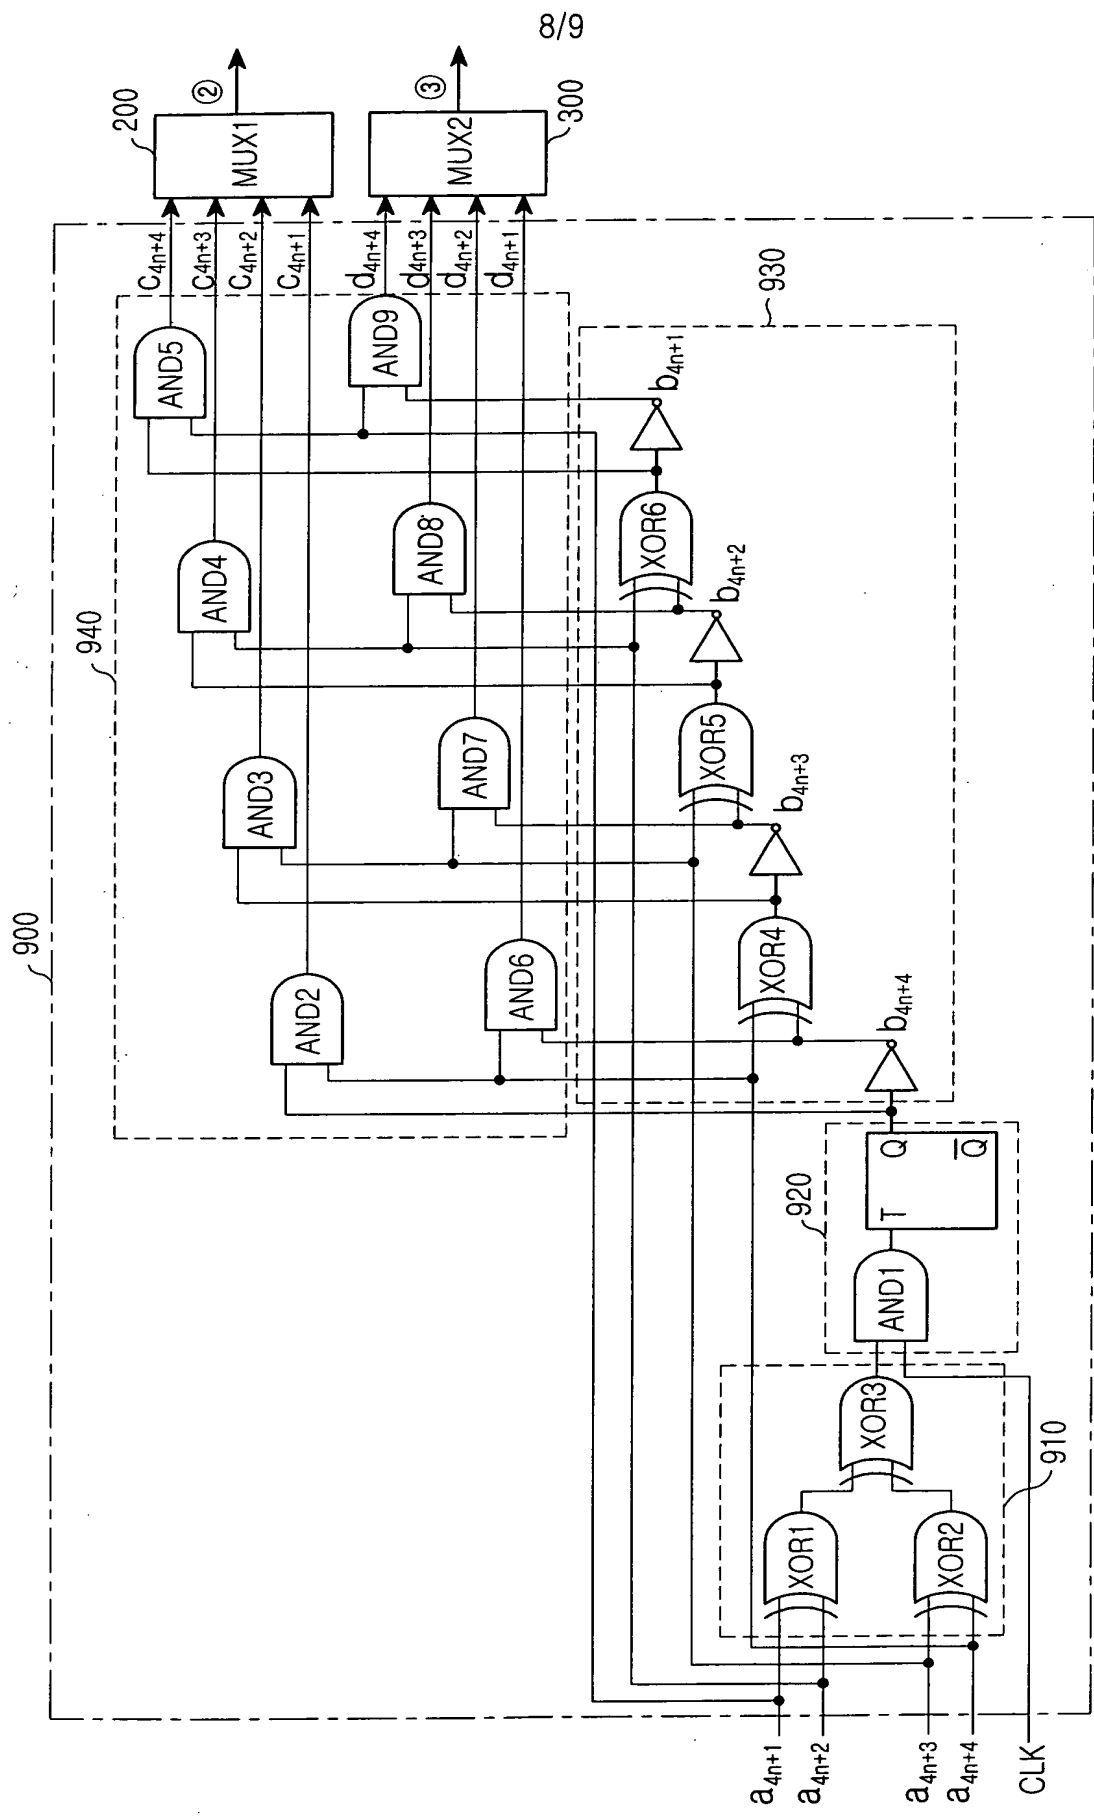 8/9
200
MUX1
②
MUX2
③
300
c4n+4
c4n+3
c4n+2
c4n+1
d4n+4
d4n+3
d4n+2
d4n+1
900
940
AND5
AND4
AND3
AND2
AND9
AND8
AND7
AND6
930
XOR6
b4n+1
XOR5
b4n+2
XOR4
b4n+3
b4n+4
920
T
Q
Q̅
AND1
910
XOR3
XOR1
XOR2
a4n+1
a4n+2
a4n+3
a4n+4
CLK